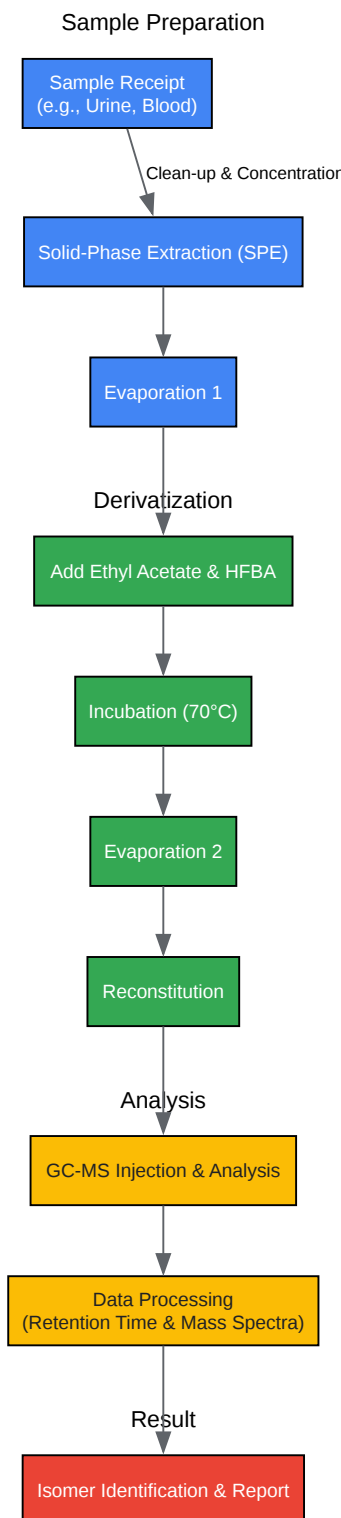 Sample Preparation
Sample Receipt
(e.g., Urine, Blood)
Clean-up & Concentration
Solid-Phase Extraction (SPE)
Evaporation 1
Derivatization
Add Ethyl Acetate & HFBA
Incubation (70°C)
Evaporation 2
Reconstitution
Analysis
GC-MS Injection & Analysis
Data Processing
(Retention Time & Mass Spectra)
Result
Isomer Identification & Report